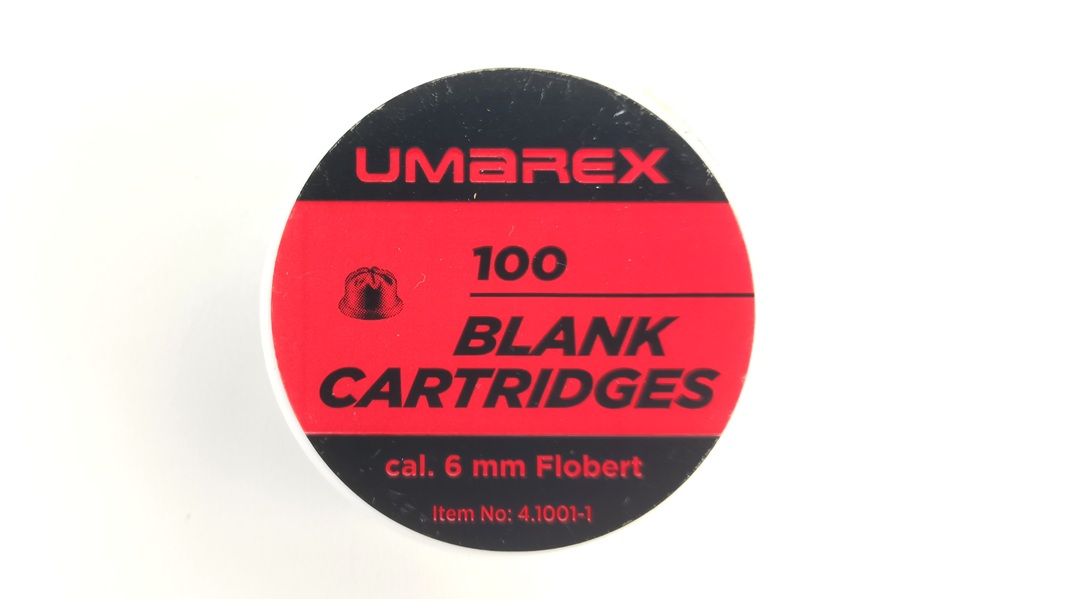 UMAREX
100
BLANK
CARTRIDGES
cal. 6 mm Flobert
Item No: 4.1001-1